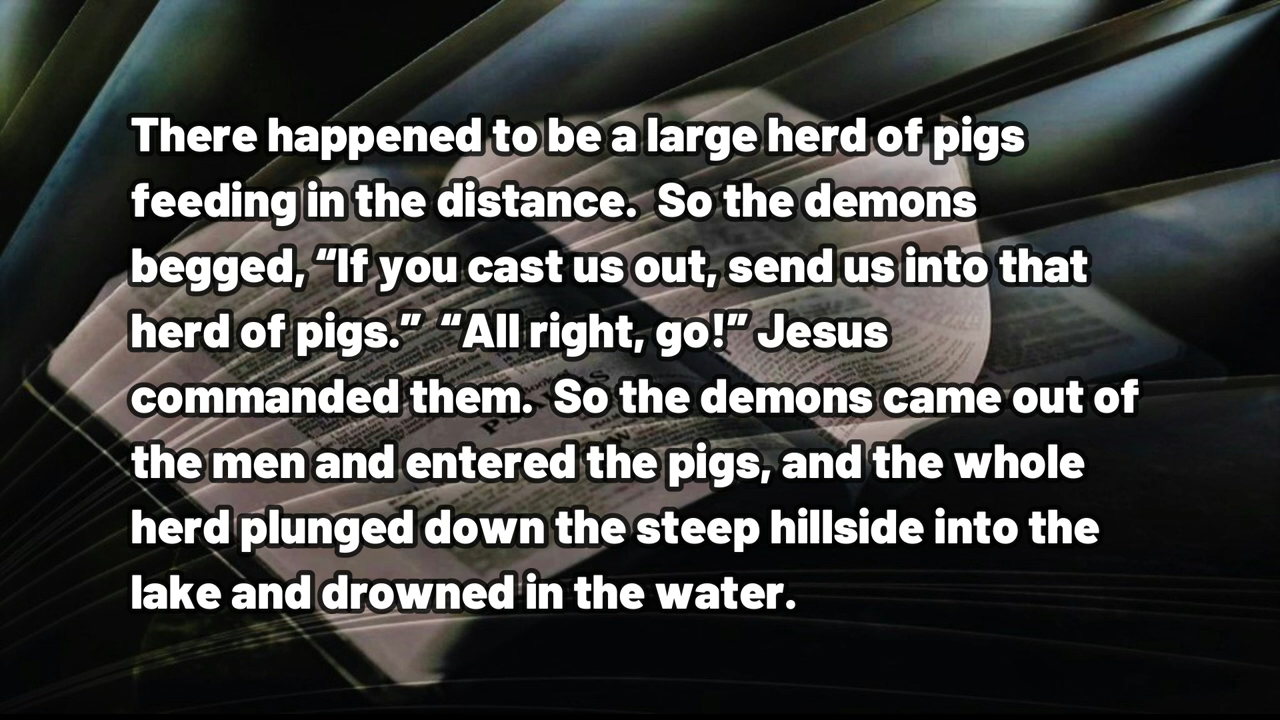 There happened to be a large herd of pigs
feeding in the distance.  So the demons
begged, “If you cast us out, send us into that
herd of pigs.”  “All right, go!” Jesus
commanded them.  So the demons came out of
the men and entered the pigs, and the whole
herd plunged down the steep hillside into the
lake and drowned in the water.
PSALMS